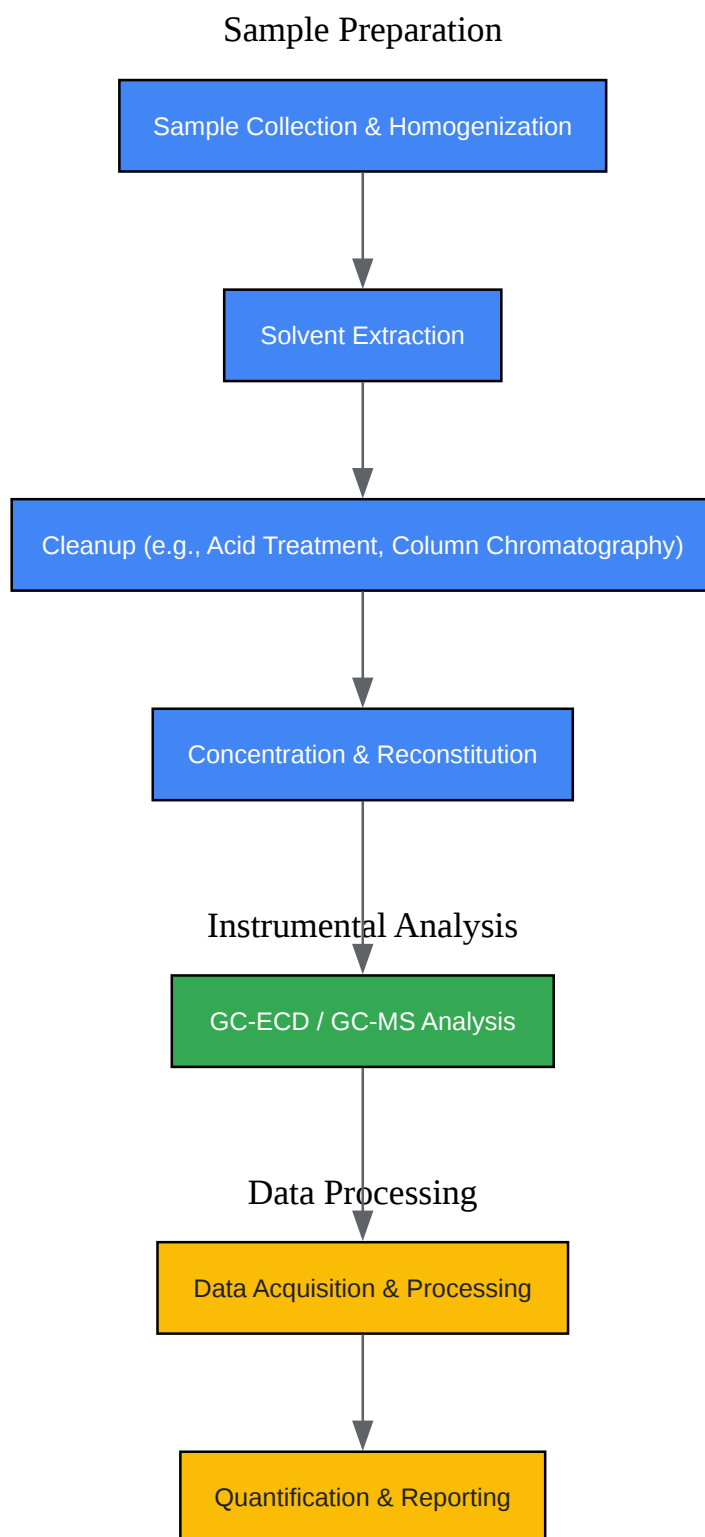 Sample Preparation
Sample Collection & Homogenization
Solvent Extraction
Cleanup (e.g., Acid Treatment, Column Chromatography)
Concentration & Reconstitution
Instrumental Analysis
GC-ECD / GC-MS Analysis
Data Processing
Data Acquisition & Processing
Quantification & Reporting